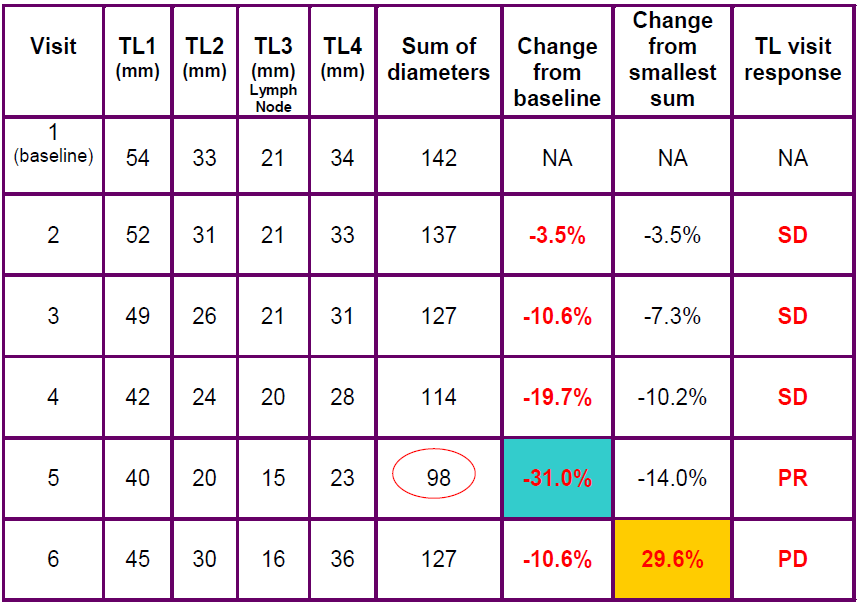 Visit TL1 (mm) TL2 (mm) TL3 (mm) Lymph Node TL4 (mm) Sum of diameters Change from baseline Change from smallest sum TL visit response
1 (baseline) 54 33 21 34 142 NA NA NA
2 52 31 21 33 137 -3.5% -3.5% SD
3 49 26 21 31 127 -10.6% -7.3% SD
4 42 24 20 28 114 -19.7% -10.2% SD
5 40 20 15 23 98 -31.0% -14.0% PR
6 45 30 16 36 127 -10.6% 29.6% PD